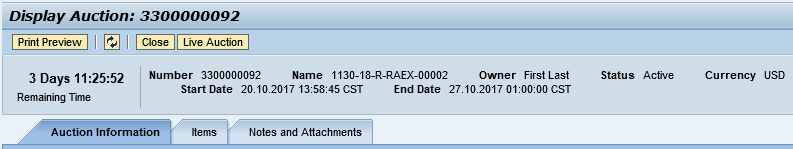 Display Auction: 3300000092
Print Preview Close Live Auction
3 Days 11:25:52
Remaining Time
Number 3300000092 Name 1130-18-R-RAEX-00002 Owner First Last Status Active Currency USD
Start Date 20.10.2017 13:58:45 CST End Date 27.10.2017 01:00:00 CST
Auction Information Items Notes and Attachments